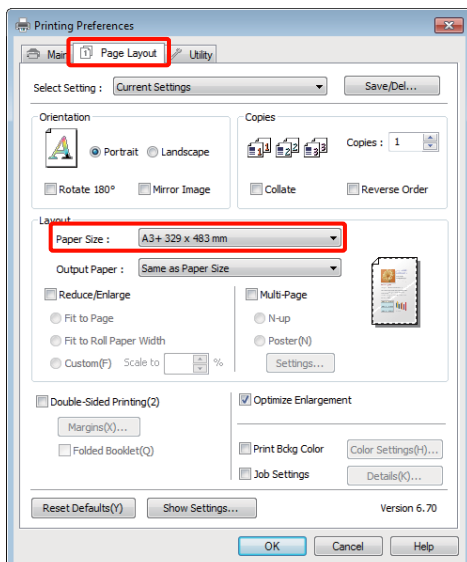 Printing Preferences
Main Page Layout Utility
Select Setting : Current Settings Save/Del...
Orientation
Portrait Landscape
Rotate 180° Mirror Image
Copies
Copies : 1
Collate Reverse Order
Layout
Paper Size : A3+ 329 x 483 mm
Output Paper : Same as Paper Size
Reduce/Enlarge
Fit to Page
Fit to Roll Paper Width
Custom(F) Scale to %
Multi-Page
N-up
Poster(N)
Settings...
Double-Sided Printing(2)
Margins(X)...
Folded Booklet(Q)
Optimize Enlargement
Print Bckg Color Color Settings(H)...
Job Settings Details(K)...
Reset Defaults(Y) Show Settings... Version 6.70
OK Cancel Help